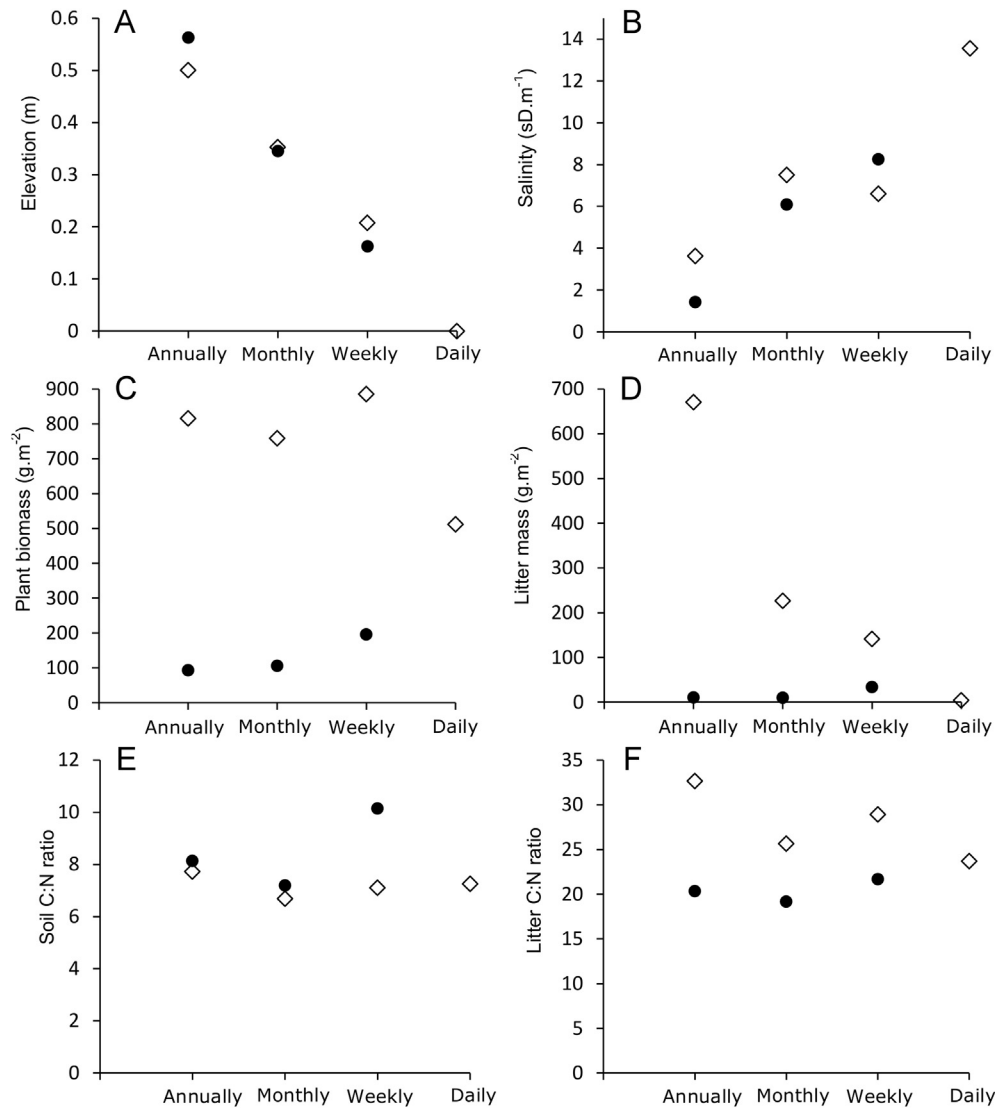 A
Elevation (m)
0.6
0.5
0.4
0.3
0.2
0.1
0
Annually Monthly Weekly Daily
B
Salinity (sD.m⁻¹)
14
12
10
8
6
4
2
0
Annually Monthly Weekly Daily
C
Plant biomass (g.m⁻²)
900
800
700
600
500
400
300
200
100
0
Annually Monthly Weekly Daily
D
Litter mass (g.m⁻²)
700
600
500
400
300
200
100
0
Annually Monthly Weekly Daily
E
Soil C:N ratio
12
10
8
6
4
2
0
Annually Monthly Weekly Daily
F
Litter C:N ratio
35
30
25
20
15
10
5
0
Annually Monthly Weekly Daily